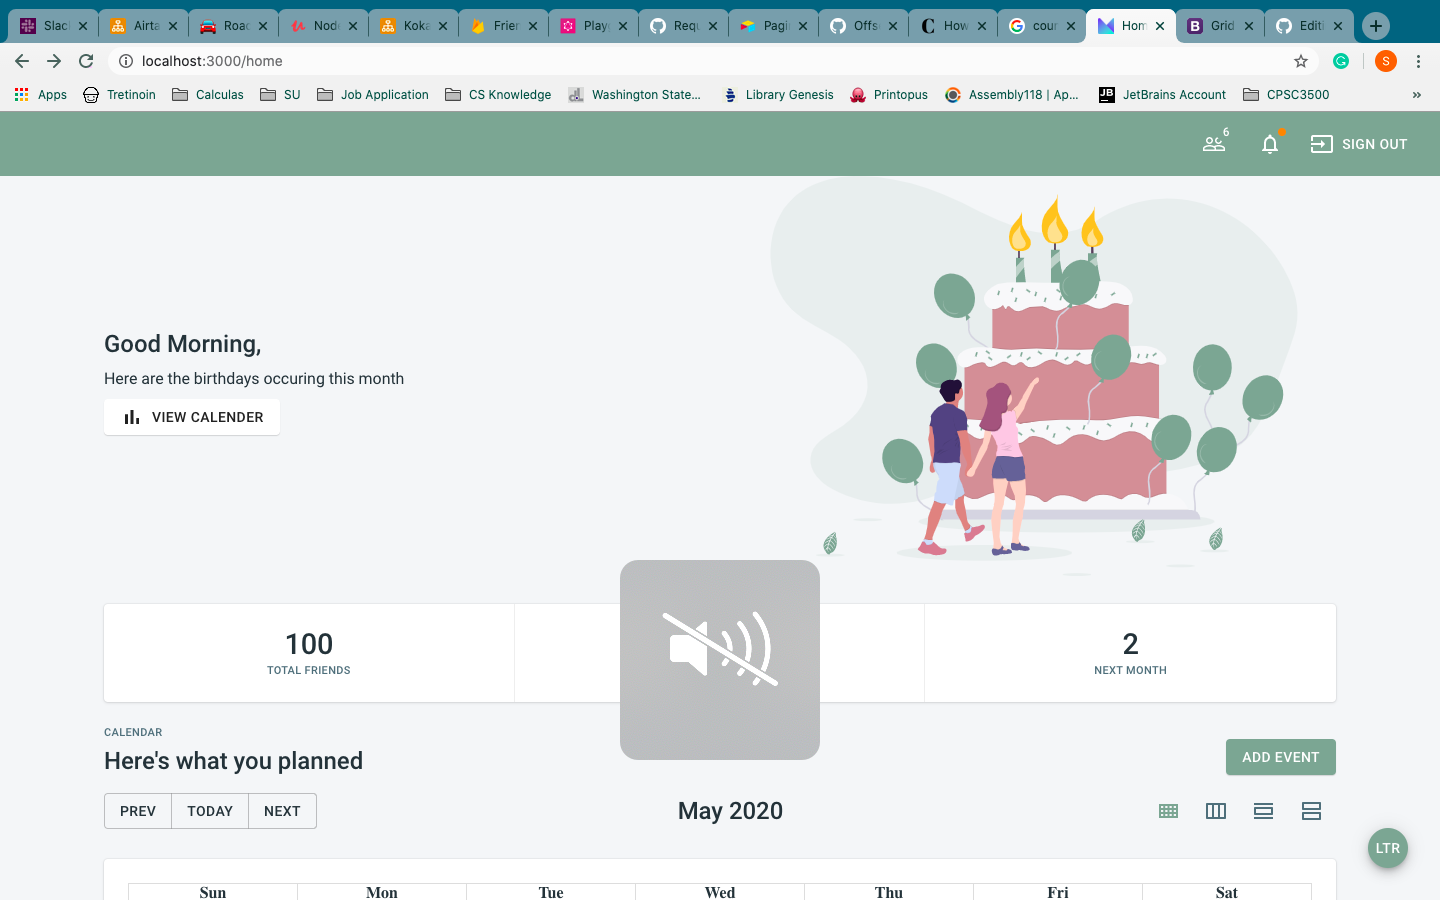 Slac Airta Road Node Koka Frien Play Requ Pagi Offs How cour Hom Grid Editi
localhost:3000/home
Apps Tretinoin Calculas SU Job Application CS Knowledge Washington State... Library Genesis Printopus Assembly118 | Ap... JetBrains Account CPSC3500 »
6
SIGN OUT
Good Morning,
Here are the birthdays occuring this month
VIEW CALENDER
100
TOTAL FRIENDS
2
NEXT MONTH
CALENDAR
Here's what you planned
ADD EVENT
PREV TODAY NEXT
May 2020
LTR
Sun Mon Tue Wed Thu Fri Sat